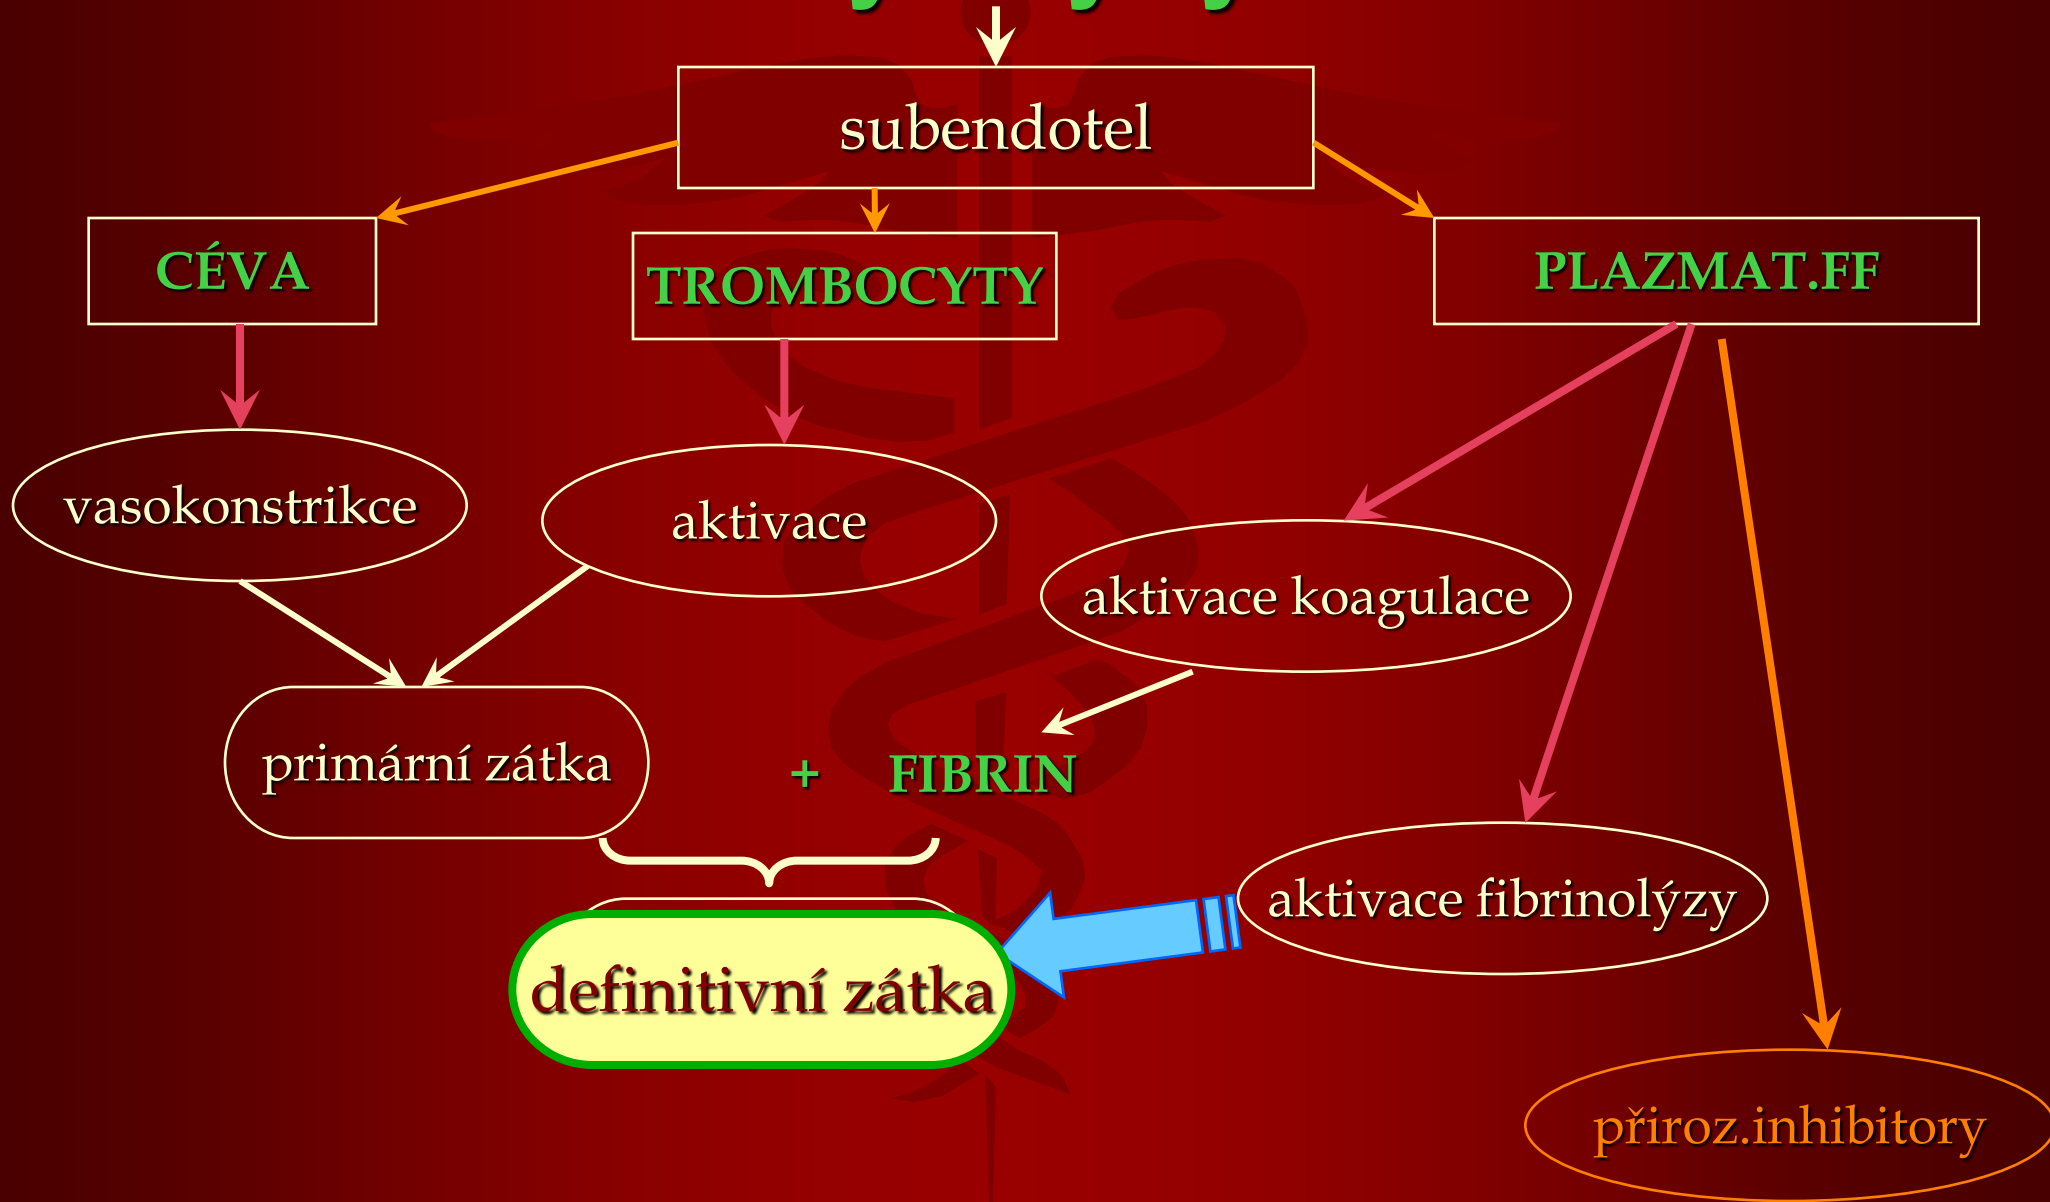 subendotel
CÉVA
TROMBOCYTY
PLAZMAT.FF
vasokonstrikce
aktivace
aktivace koagulace
primární zátka
+ FIBRIN
aktivace fibrinolýzy
definitivní zátka
přiroz.inhibitory